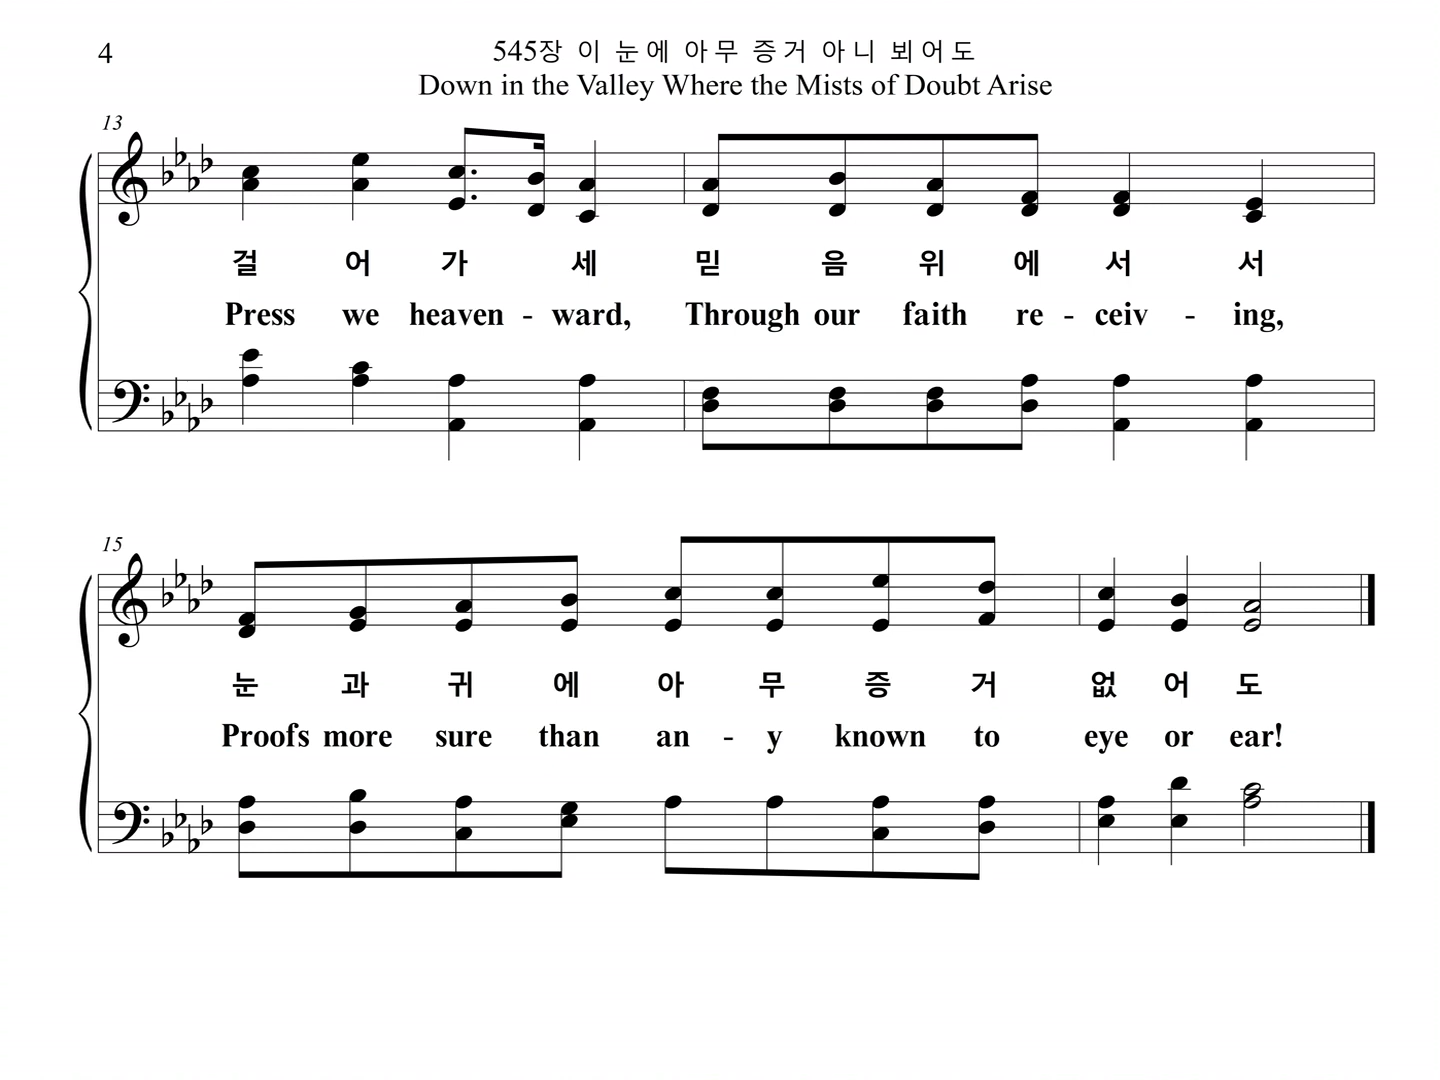 4
545장 이 눈에 아무 증거 아니 뵈어도
Down in the Valley Where the Mists of Doubt Arise
13
걸 어 가 세 믿 음 위 에 서 서
Press we heaven - ward, Through our faith re - ceiv - ing,
15
눈 과 귀 에 아 무 증 거 없 어 도
Proofs more sure than an - y known to eye or ear!